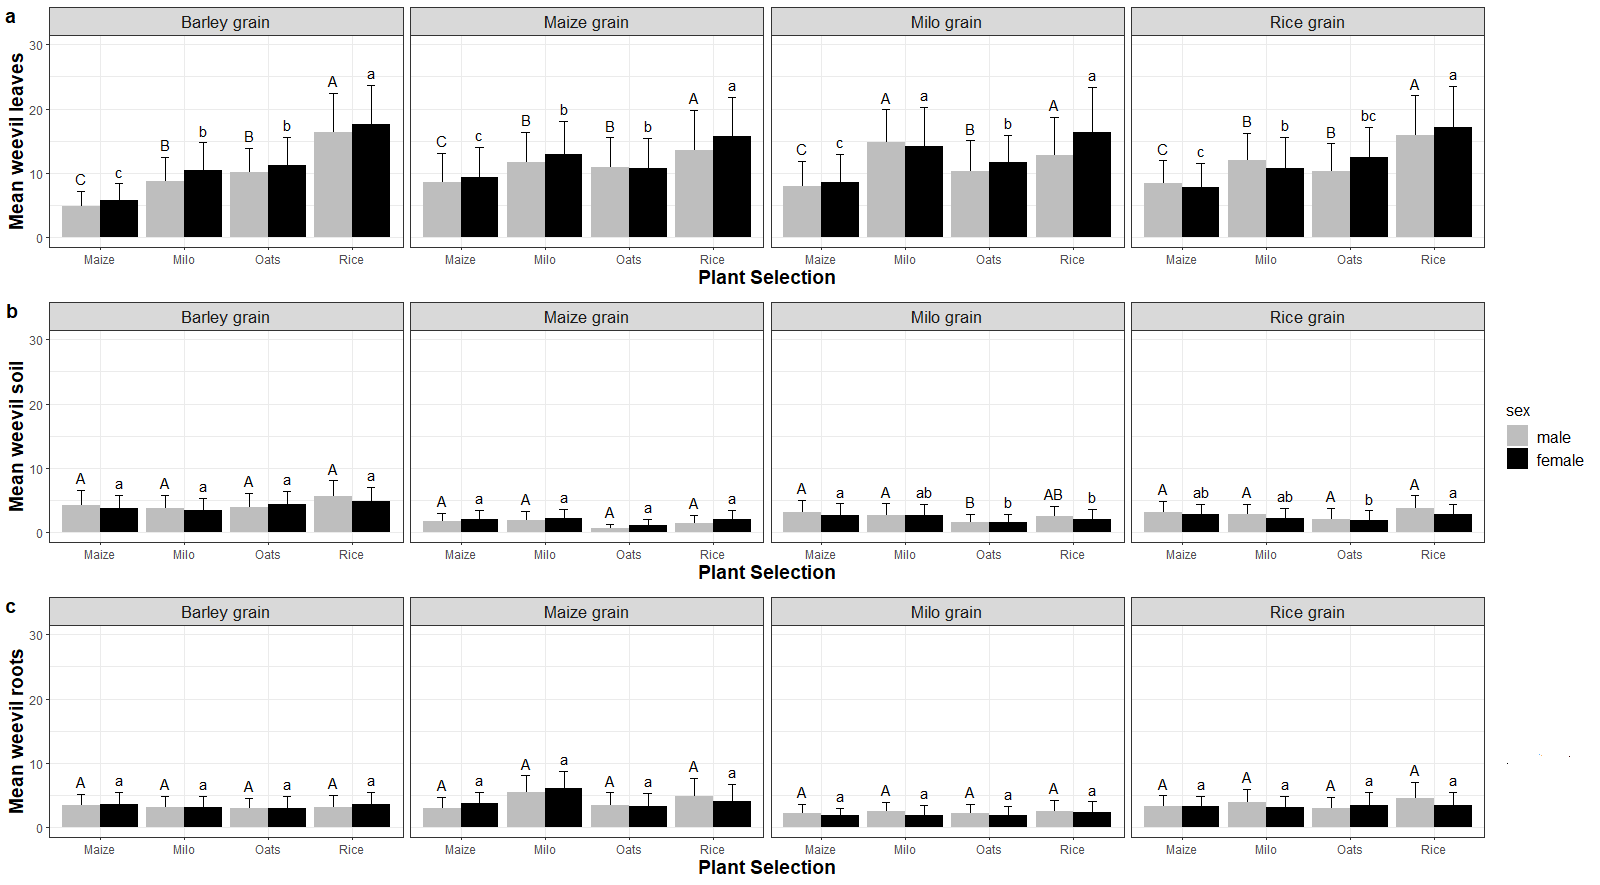 a
Barley grain Maize grain Milo grain Rice grain
Mean weevil leaves
30
20
10
0
C c B b B b A a
C c B b B b A a
C c A a B b A a
C c B b B bc A a
Maize Milo Oats Rice Maize Milo Oats Rice Maize Milo Oats Rice Maize Milo Oats Rice
Plant Selection
b
Barley grain Maize grain Milo grain Rice grain
Mean weevil soil
30
20
10
0
A a A a A a A a
A a A a A a A a
A a A ab B b AB b
A ab A ab A b A a
Maize Milo Oats Rice Maize Milo Oats Rice Maize Milo Oats Rice Maize Milo Oats Rice
Plant Selection
sex
male
female
c
Barley grain Maize grain Milo grain Rice grain
Mean weevil roots
30
20
10
0
A a A a A a A a
A a A a A a A a
A a A a A a A a
A a A a A a A a
Maize Milo Oats Rice Maize Milo Oats Rice Maize Milo Oats Rice Maize Milo Oats Rice
Plant Selection